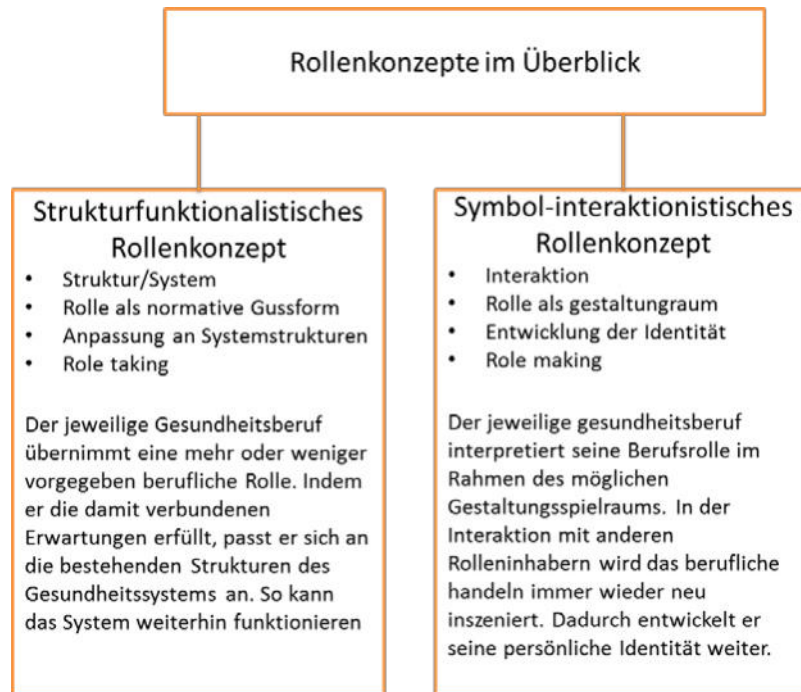 Rollenkonzepte im Überblick
Strukturfunktionalistisches
Rollenkonzept
• Struktur/System
• Rolle als normative Gussform
• Anpassung an Systemstrukturen
• Role taking
Der jeweilige Gesundheitsberuf
übernimmt eine mehr oder weniger
vorgegeben berufliche Rolle. Indem
er die damit verbundenen
Erwartungen erfüllt, passt er sich an
die bestehenden Strukturen des
Gesundheitssystems an. So kann
das System weiterhin funktionieren
Symbol-interaktionistisches
Rollenkonzept
• Interaktion
• Rolle als gestaltungraum
• Entwicklung der Identität
• Role making
Der jeweilige gesundheitsberuf
interpretiert seine Berufsrolle im
Rahmen des möglichen
Gestaltungsspielraums. In der
Interaktion mit anderen
Rolleninhabern wird das berufliche
handeln immer wieder neu
inszeniert. Dadurch entwickelt er
seine persönliche Identität weiter.